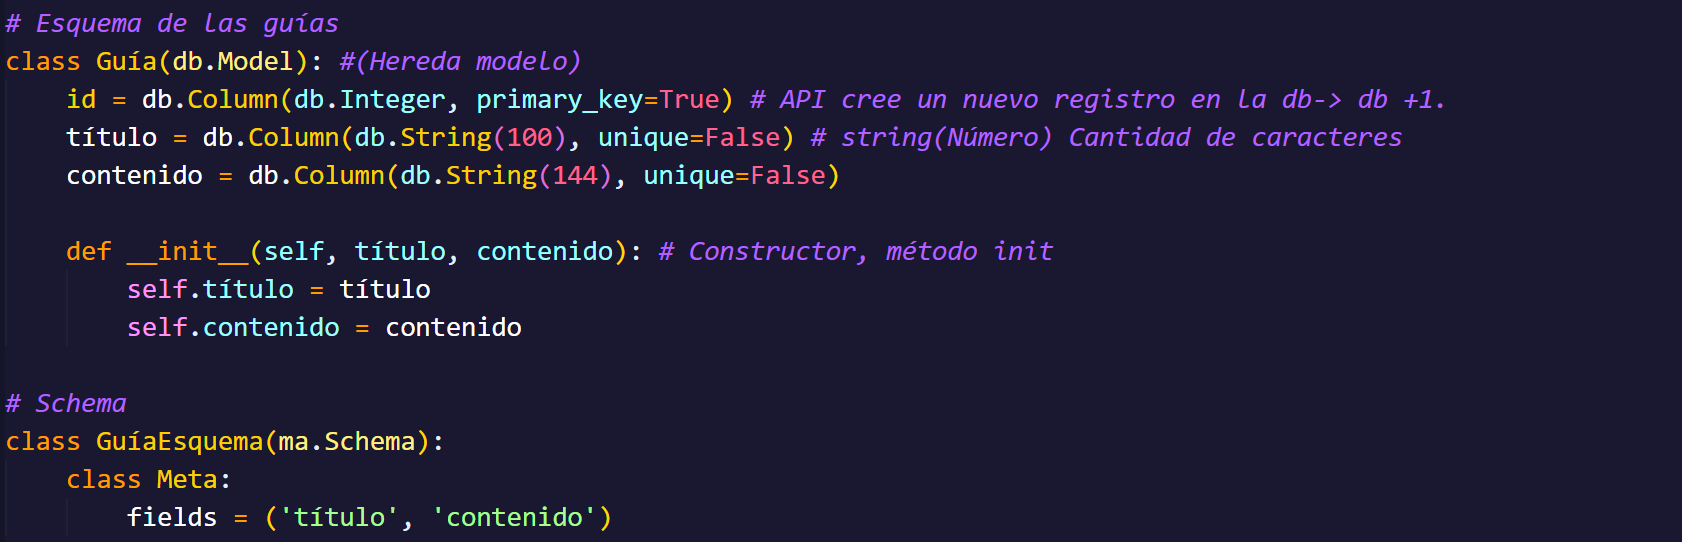 # Esquema de las guías
class Guía(db.Model): #(Hereda modelo)
    id = db.Column(db.Integer, primary_key=True) # API cree un nuevo registro en la db-> db +1.
    título = db.Column(db.String(100), unique=False) # string(Número) Cantidad de caracteres
    contenido = db.Column(db.String(144), unique=False)
    def __init__(self, título, contenido): # Constructor, método init
        self.título = título
        self.contenido = contenido
# Schema
class GuíaEsquema(ma.Schema):
    class Meta:
        fields = ('título', 'contenido')